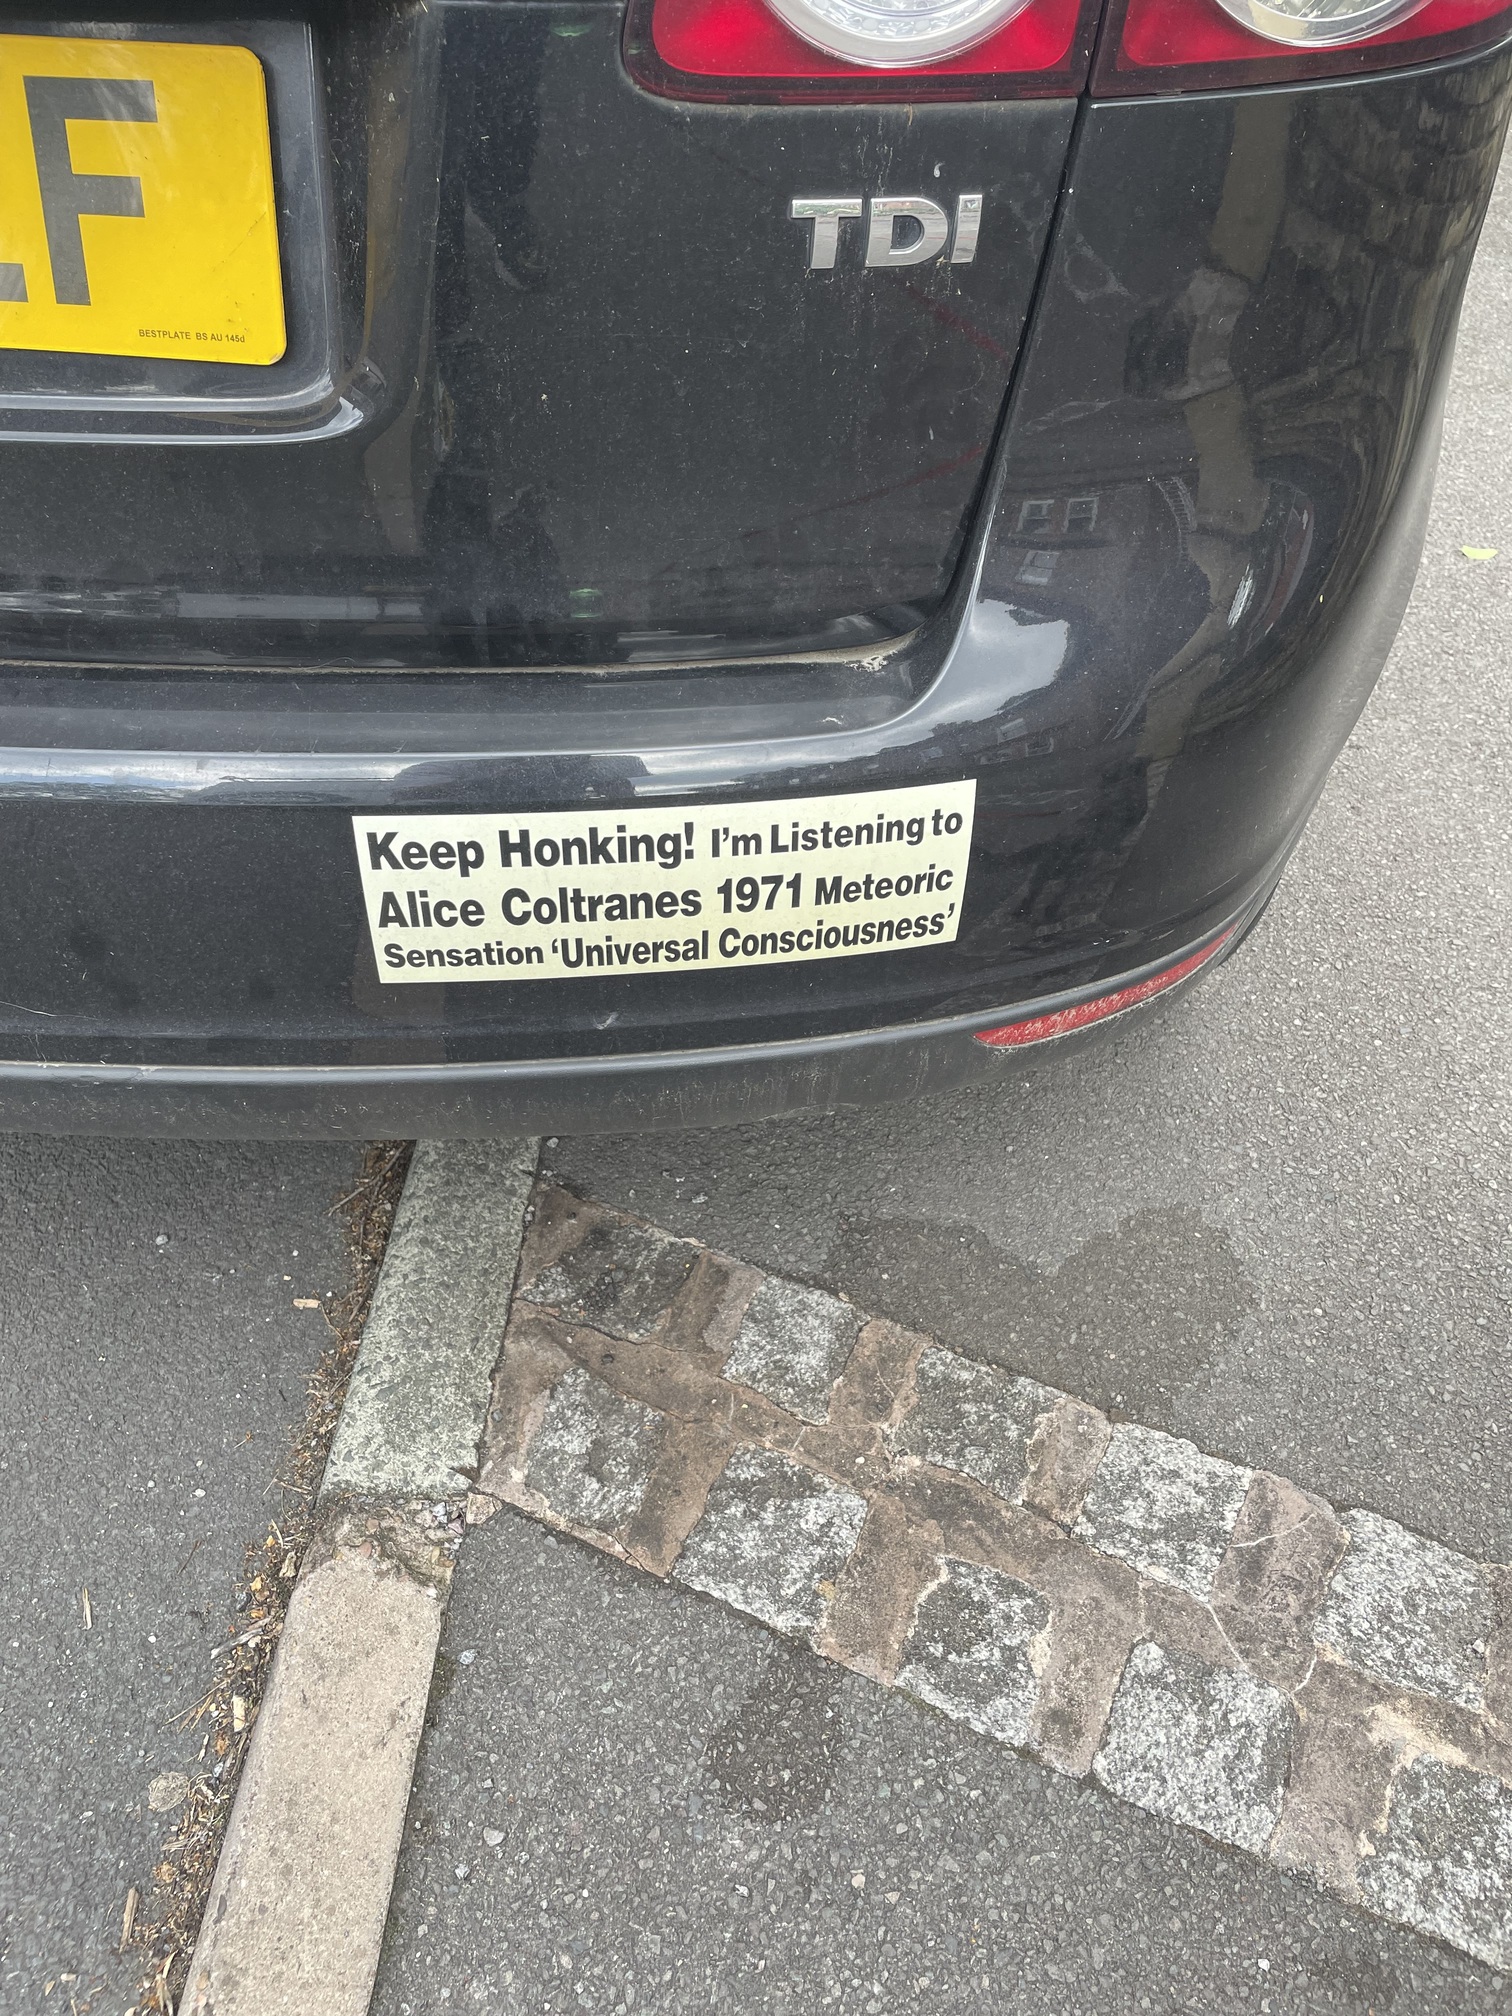 LF
BESTPLATE BS AU 145d
TDI
Keep Honking! I'm Listening to
Alice Coltranes 1971 Meteoric
Sensation ‘Universal Consciousness’